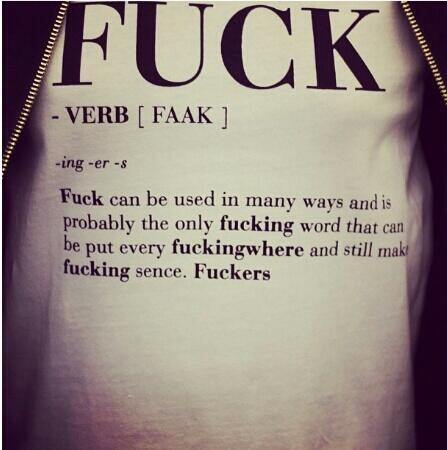 FUCK
- VERB [ FAAK ]
-ing -er -s
Fuck can be used in many ways and is
probably the only fucking word that can
be put every fuckingwhere and still make
fucking sence. Fuckers